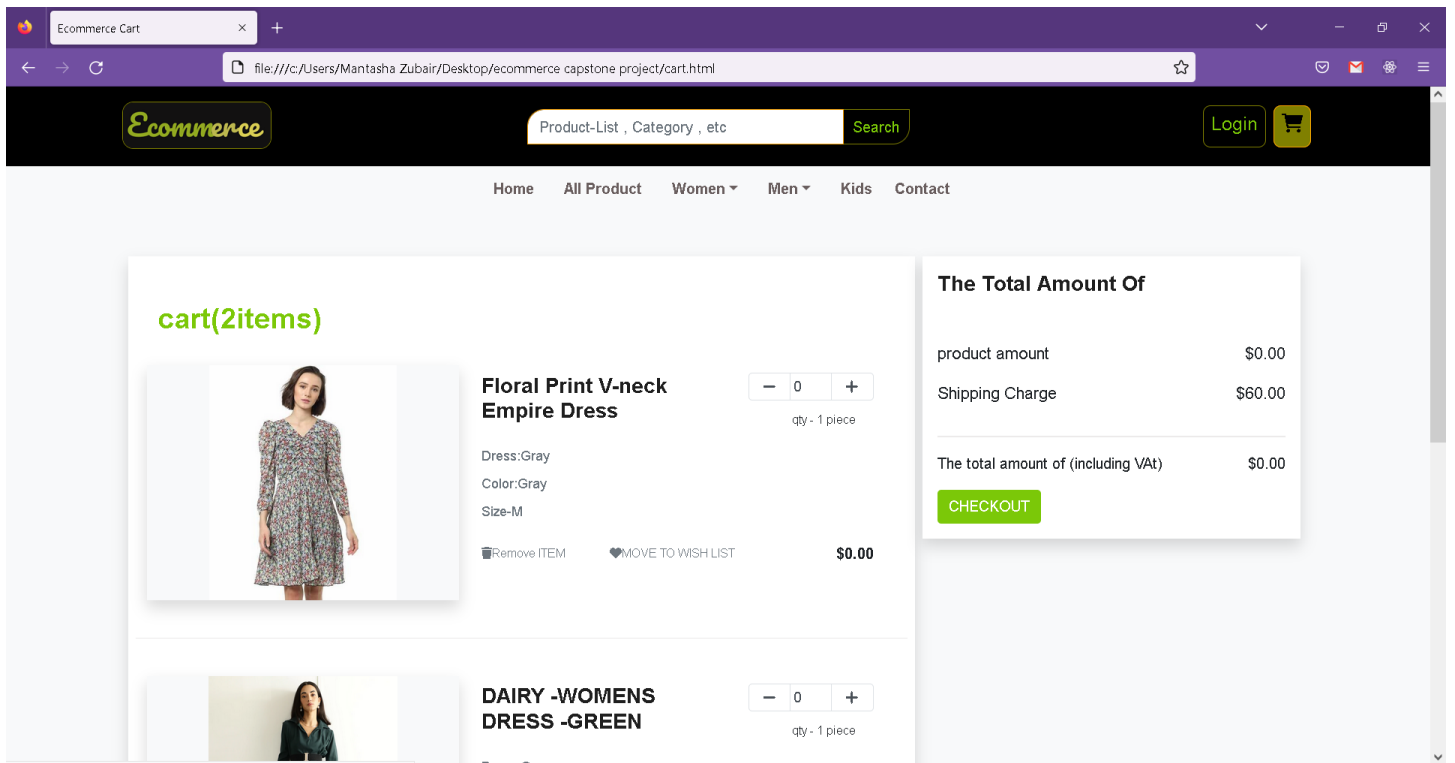 Ecommerce Cart
file:///c:/Users/Mantasha Zubair/Desktop/ecommerce capstone project/cart.html
Ecommerce
Product-List , Category , etc
Search
Login
Home All Product Women Men Kids Contact
cart(2items)
Floral Print V-neck
Empire Dress
0
qty - 1 piece
Dress:Gray
Color:Gray
Size-M
Remove ITEM
MOVE TO WISH LIST
$0.00
DAIRY -WOMENS
DRESS -GREEN
0
qty - 1 piece
The Total Amount Of
product amount $0.00
Shipping Charge $60.00
The total amount of (including VAt) $0.00
CHECKOUT